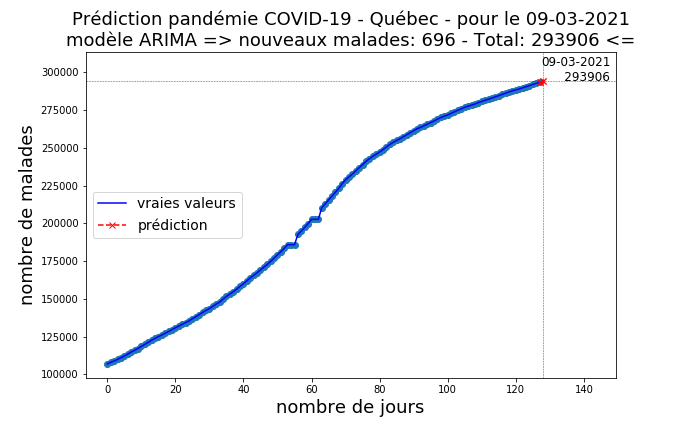 Prédiction pandémie COVID-19 - Québec - pour le 09-03-2021
modèle ARIMA => nouveaux malades: 696 - Total: 293906 <=
09-03-2021
293906
300000
275000
250000
225000
200000
175000
150000
125000
100000
nombre de malades
vraies valeurs
prédiction
0 20 40 60 80 100 120 140
nombre de jours